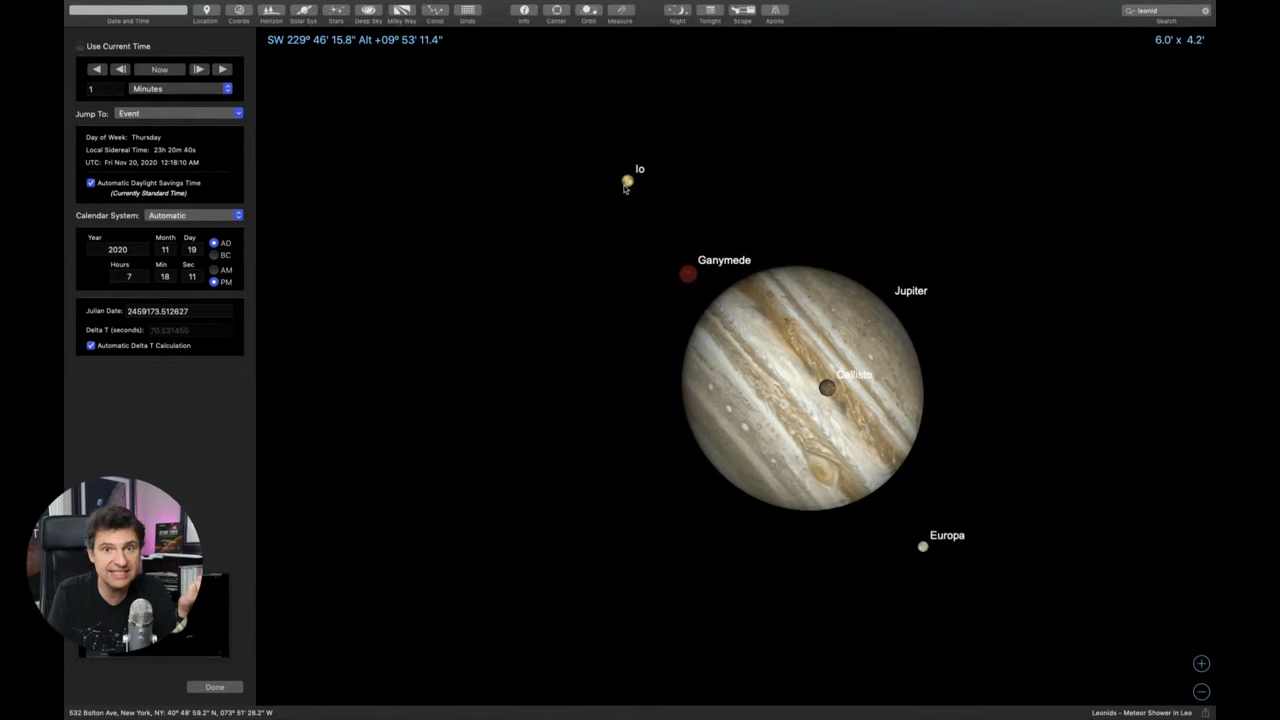 leonid
Date and Time
Location
Coords
Horizon
Solar Sys
Stars
Deep Sky
Milky Way
Const
Grids
Info
Center
Orbit
Measure
Night
Tonight
Scope
Apollo
Search
Use Current Time
SW 229º 46' 15.8" Alt +09º 53' 11.4"
6.0' x 4.2'
Now
1 Minutes
Jump To: Event
Day of Week: Thursday
Local Sidereal Time: 23h 20m 40s
UTC: Fri Nov 20, 2020 12:18:10 AM
Automatic Daylight Savings Time
(Currently Standard Time)
Calendar System: Automatic
Year Month Day
2020 11 19
AD
BC
Hours Min Sec
7 18 11
AM
PM
Julian Date: 2459173.512627
Delta T (seconds): 70.531455
Automatic Delta T Calculation
Io
Ganymede
Jupiter
Callisto
Europa
Done
532 Bolton Ave, New York, NY: 40º 48' 59.2" N, 073º 51' 28.2" W
Leonids - Meteor Shower in Leo